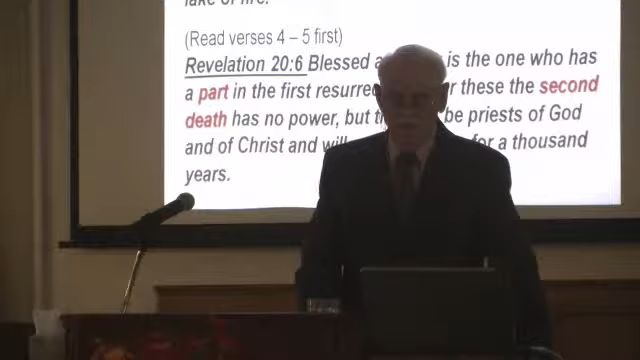 lake of fire.
(Read verses 4 – 5 first)
Revelation 20:6 Blessed a is the one who has
a part in the first resurre r these the second
death has no power, but t be priests of God
and of Christ and wil for a thousand
years.